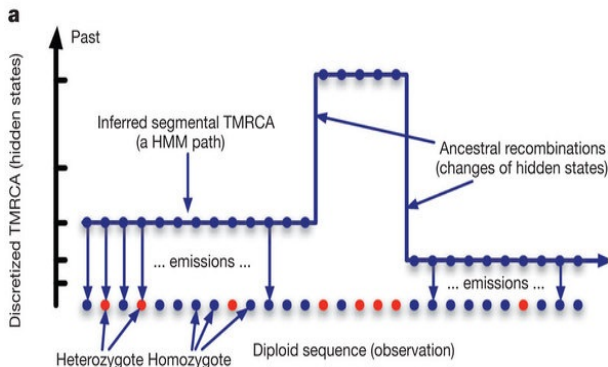 a
Past
Discretized TMRCA (hidden states)
Inferred segmental TMRCA
(a HMM path)
Ancestral recombinations
(changes of hidden states)
... emissions ...
... emissions ...
Heterozygote Homozygote
Diploid sequence (observation)